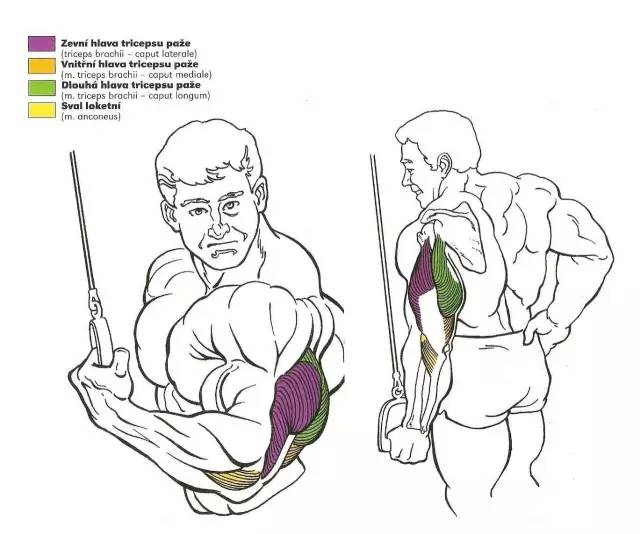 Zevní hlava tricepsu paže
(triceps brachii – caput laterale)
Vnitřní hlava tricepsu paže
(m. triceps brachii – caput mediale)
Dlouhá hlava tricepsu paže
(m. triceps brachii – caput longum)
Sval loketní
(m. anconeus)